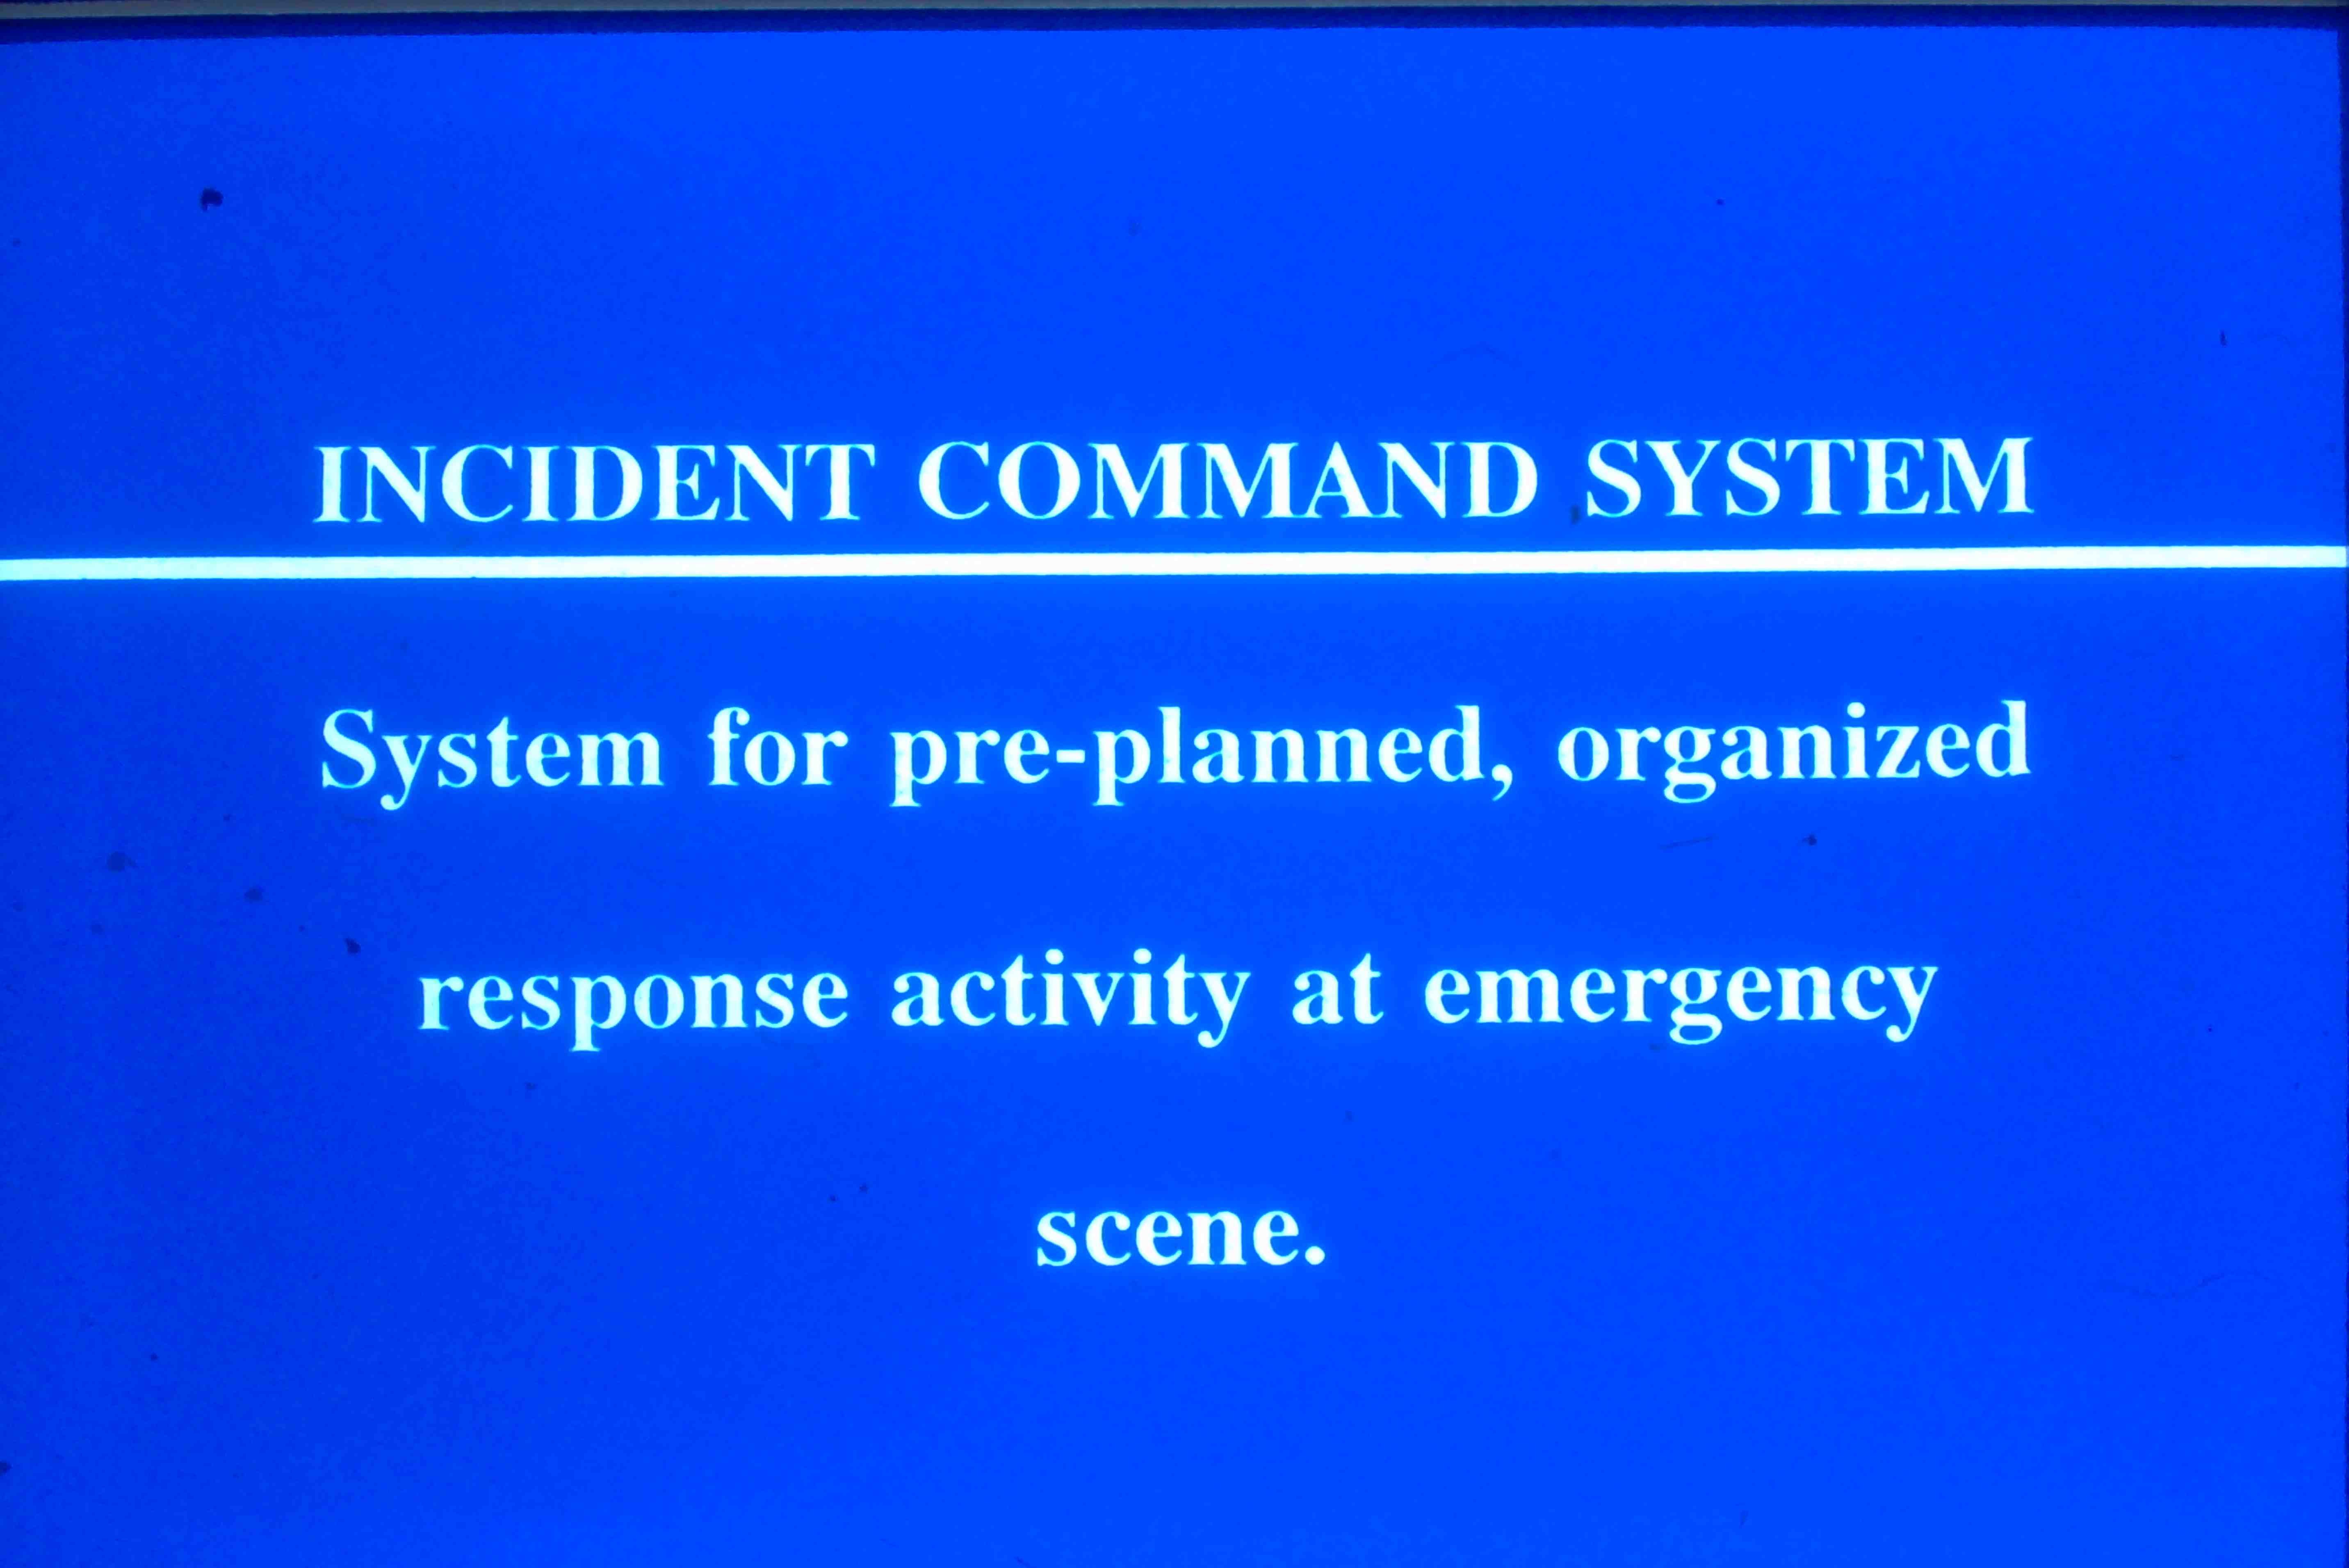 INCIDENT COMMAND SYSTEM
System for pre-planned, organized
response activity at emergency
scene.